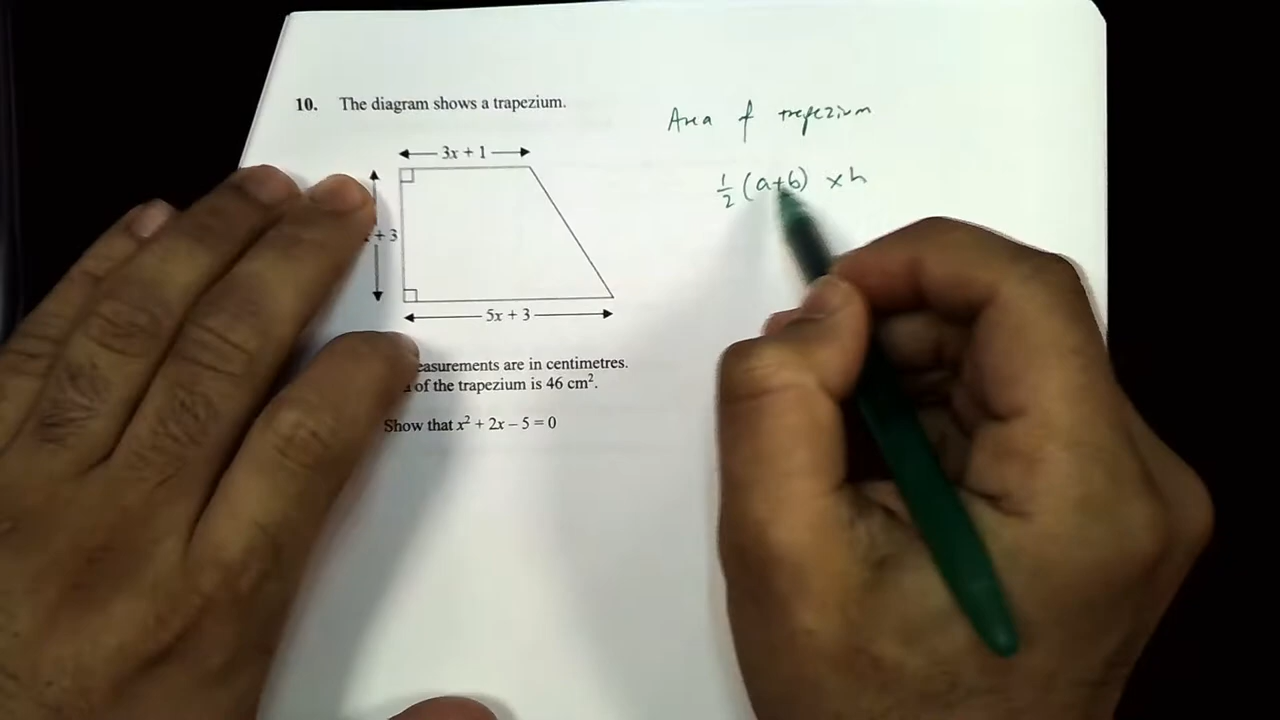 10. The diagram shows a trapezium.
3x + 1
+ 3
5x + 3
easurements are in centimetres.
of the trapezium is 46 cm².
Show that x² + 2x – 5 = 0
Area of trepezium
½ (a+b) × h